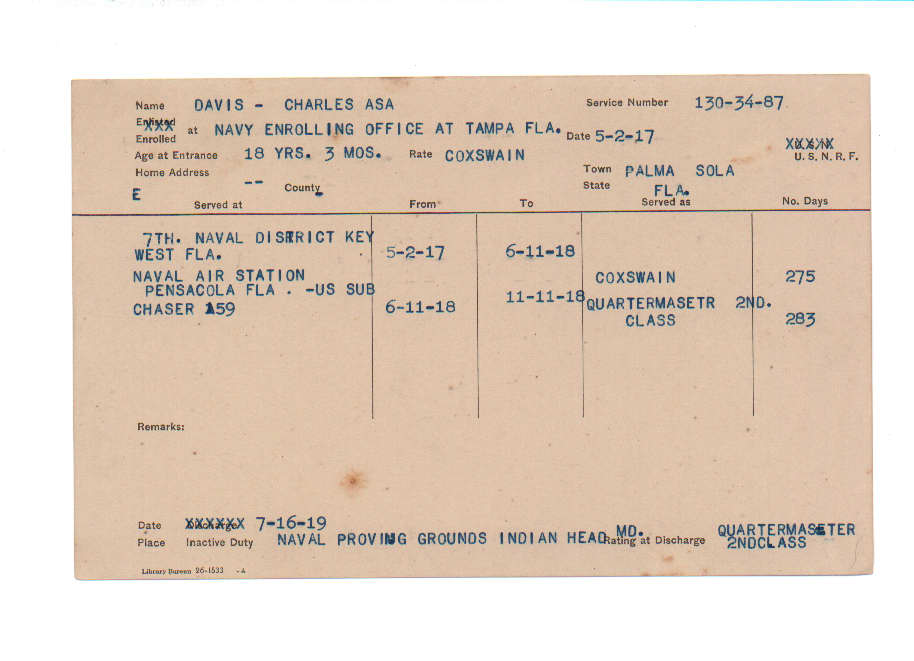 Name DAVIS - CHARLES ASA Service Number 130-34-87
Enlisted
XXX at NAVY ENROLLING OFFICE AT TAMPA FLA. Date 5-2-17
Enrolled
XXXXX
Age at Entrance 18 YRS. 3 MOS. Rate COXSWAIN U. S. N. R. F.
Home Address Town PALMA SOLA
E -- County State FLA.
Served at From To Served as No. Days
7TH. NAVAL DISTRICT KEY
WEST FLA. 5-2-17 6-11-18
NAVAL AIR STATION COXSWAIN 275
PENSACOLA FLA . -US SUB
CHASER 159 6-11-18 11-11-18 QUARTERMASETR 2ND.
CLASS 283
Remarks:
Date XXXXXX 7-16-19
Place Inactive Duty NAVAL PROVING GROUNDS INDIAN HEAD MD. Rating at Discharge QUARTERMASTER
2NDCLASS
Library Bureau 26-1533 -A